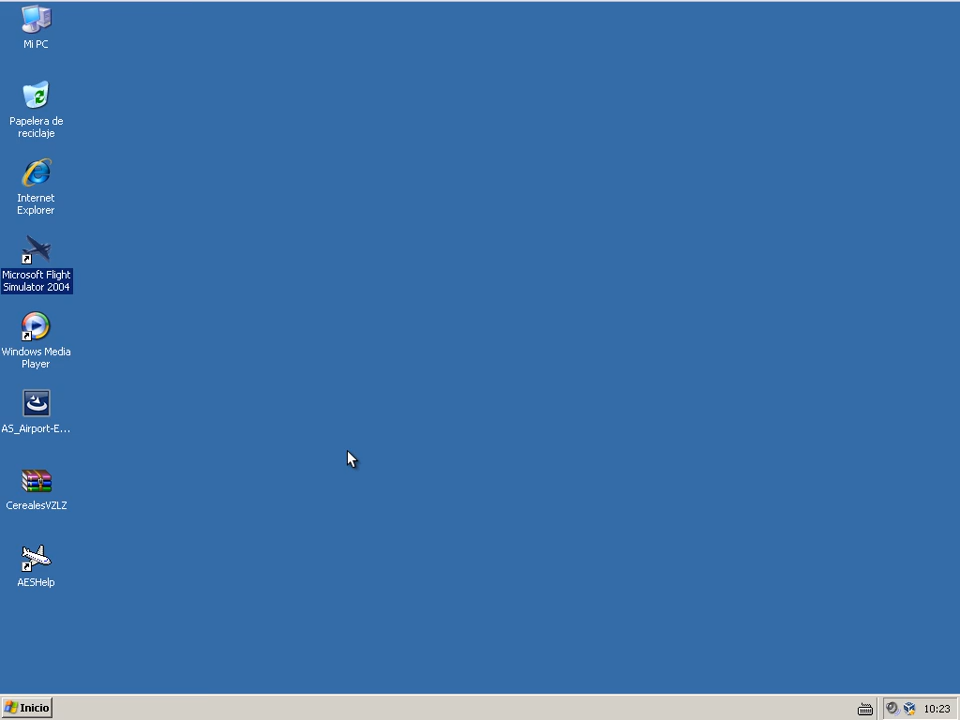 Mi PC
Papelera de
reciclaje
Internet
Explorer
Microsoft Flight
Simulator 2004
Windows Media
Player
AS_Airport-E...
CerealesVZLZ
AESHelp
Inicio
10:23